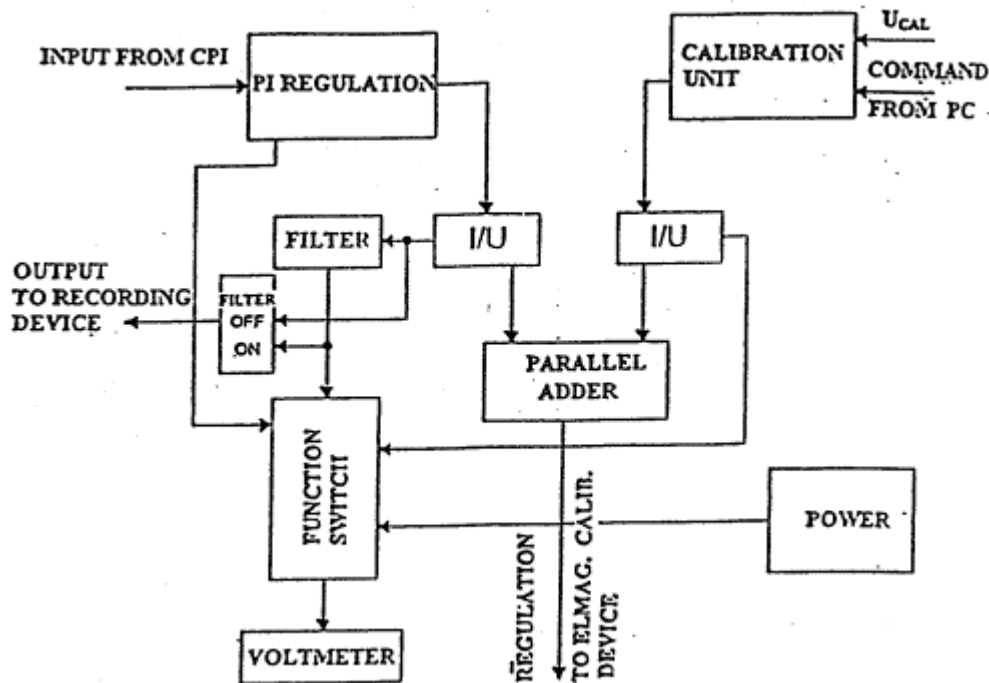 INPUT FROM CPI
PI REGULATION
CALIBRATION
UNIT
UCAL
COMMAND
FROM PC
FILTER
I/U
I/U
OUTPUT
TO RECORDING
DEVICE
FILTER
OFF
ON
PARALLEL
ADDER
FUNCTION
SWITCH
POWER
REGULATION
TO ELMAG. CALIB.
DEVICE
VOLTMETER